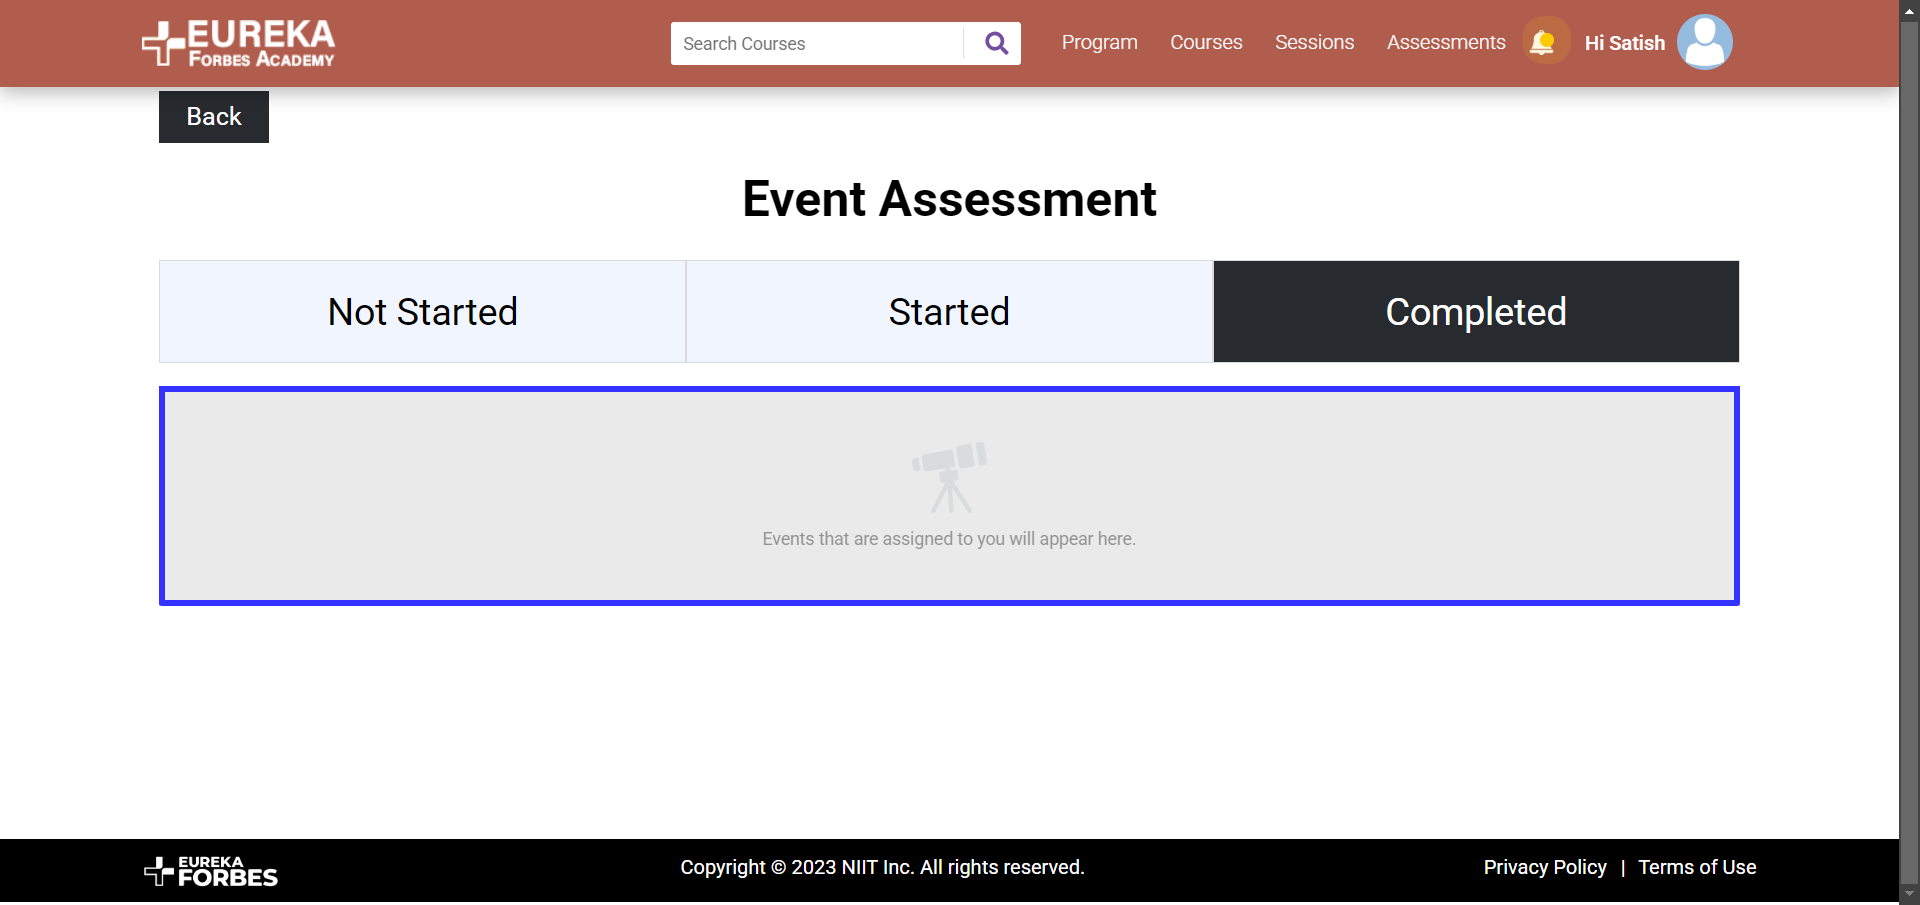 EUREKA
FORBES ACADEMY
Search Courses
Program
Courses
Sessions
Assessments
Hi Satish
Back
Event Assessment
Not Started
Started
Completed
Events that are assigned to you will appear here.
EUREKA
FORBES
Copyright © 2023 NIIT Inc. All rights reserved.
Privacy Policy | Terms of Use